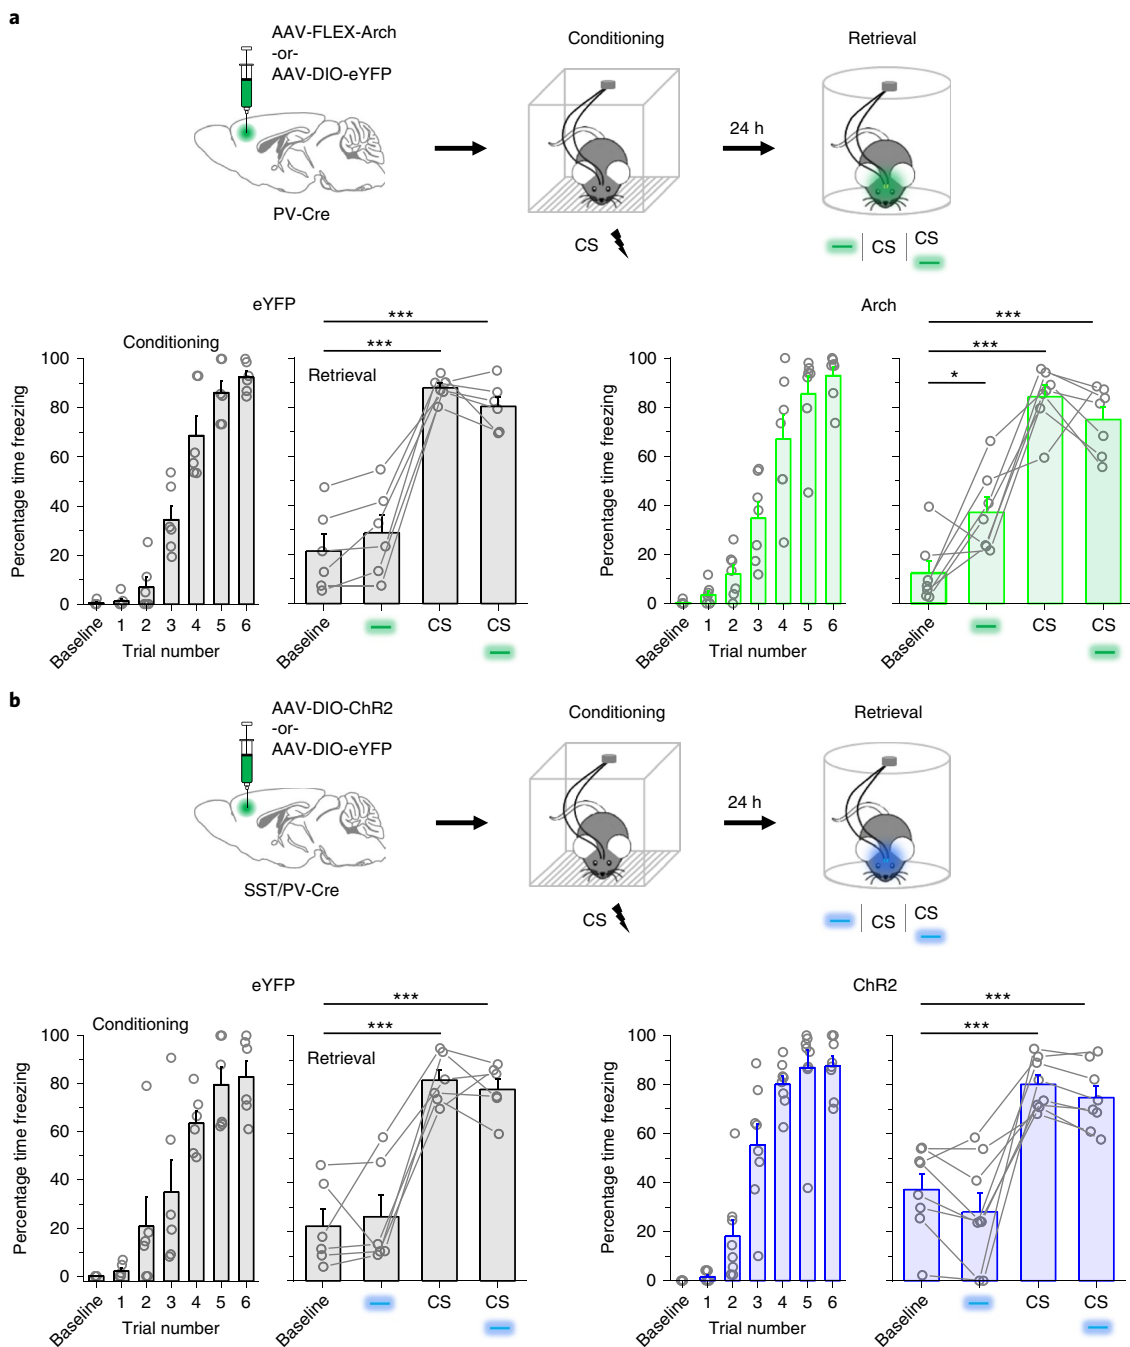 a
AAV-FLEX-Arch
-or-
AAV-DIO-eYFP
PV-Cre
Conditioning
CS
24 h
Retrieval
CS
CS
eYFP
Conditioning
Percentage time freezing
100
80
60
40
20
0
Baseline
1
2
3
4
5
6
Trial number
Retrieval
***
***
Baseline
CS
CS
Arch
Percentage time freezing
100
80
60
40
20
0
Baseline
1
2
3
4
5
6
Trial number
***
***
*
Baseline
CS
CS
b
AAV-DIO-ChR2
-or-
AAV-DIO-eYFP
SST/PV-Cre
Conditioning
CS
24 h
Retrieval
CS
CS
eYFP
Conditioning
Percentage time freezing
100
80
60
40
20
0
Baseline
1
2
3
4
5
6
Trial number
Retrieval
***
***
Baseline
CS
CS
ChR2
Percentage time freezing
100
80
60
40
20
0
Baseline
1
2
3
4
5
6
Trial number
***
***
Baseline
CS
CS